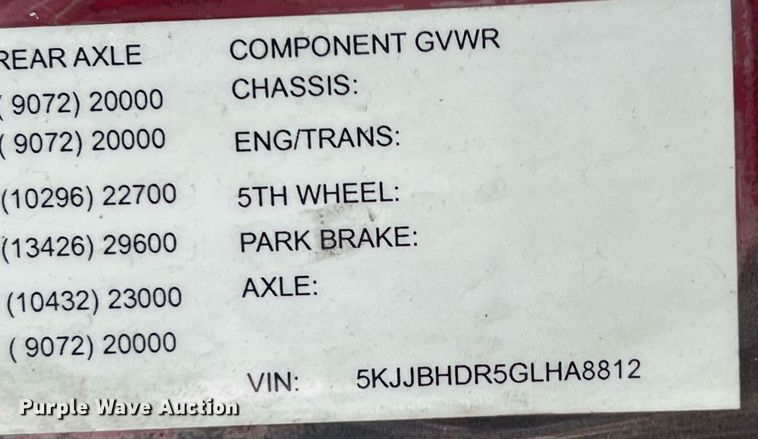 REAR AXLE COMPONENT GVWR
( 9072) 20000 CHASSIS:
( 9072) 20000 ENG/TRANS:
(10296) 22700 5TH WHEEL:
(13426) 29600 PARK BRAKE:
(10432) 23000 AXLE:
( 9072) 20000
VIN: 5KJJBHDR5GLHA8812
Purple Wave Auction